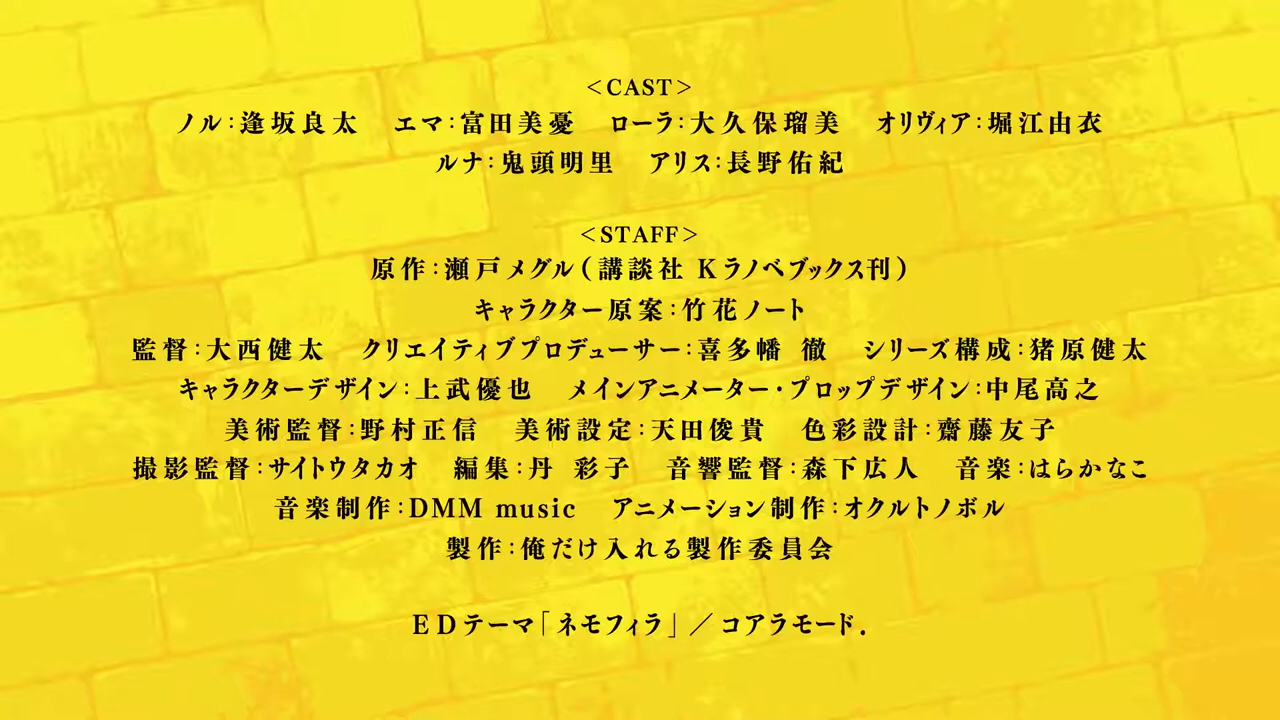 ＜CAST＞
ノル：逢坂良太　エマ：富田美憂　ローラ：大久保瑠美　オリヴィア：堀江由衣
ルナ：鬼頭明里　アリス：長野佑紀
＜STAFF＞
原作：瀬戸メグル（講談社 Kラノベブックス刊）
キャラクター原案：竹花ノート
監督：大西健太　クリエイティブプロデューサー：喜多幡 徹　シリーズ構成：猪原健太
キャラクターデザイン：上武優也　メインアニメーター・プロップデザイン：中尾高之
美術監督：野村正信　美術設定：天田俊貴　色彩設計：齋藤友子
撮影監督：サイトウタカオ　編集：丹 彩子　音響監督：森下広人　音楽：はらかなこ
音楽制作：DMM music　アニメーション制作：オクルトノボル
製作：俺だけ入れる製作委員会
EDテーマ「ネモフィラ」／コアラモード．